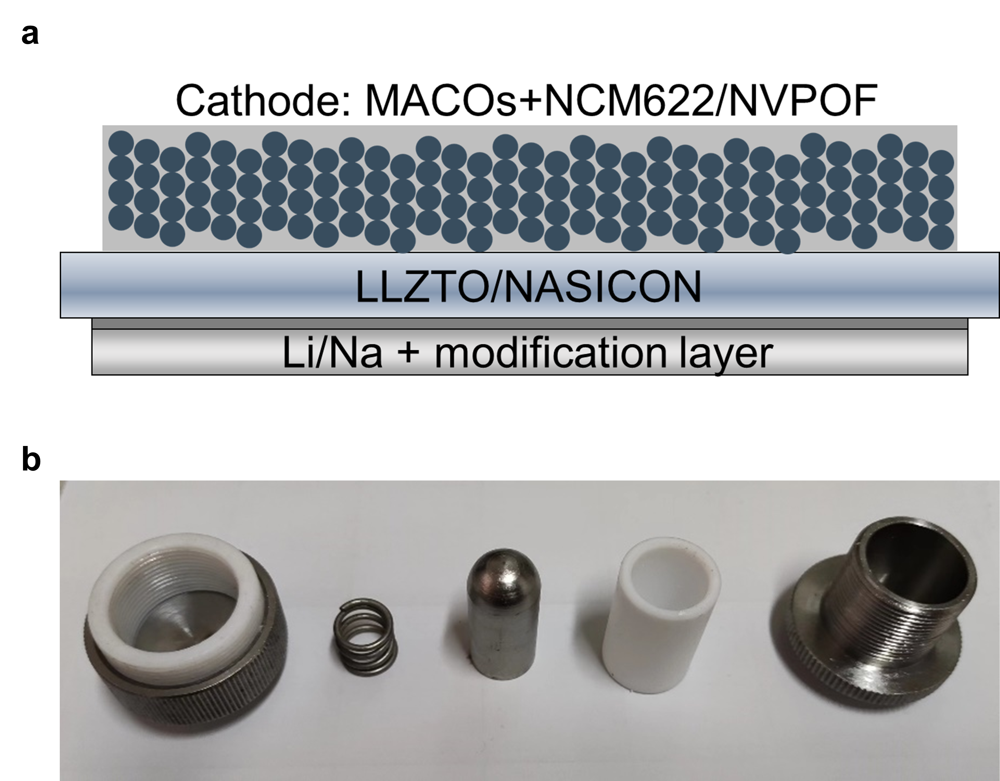 a
Cathode: MACOs+NCM622/NVPOF
LLZTO/NASICON
Li/Na + modification layer
b